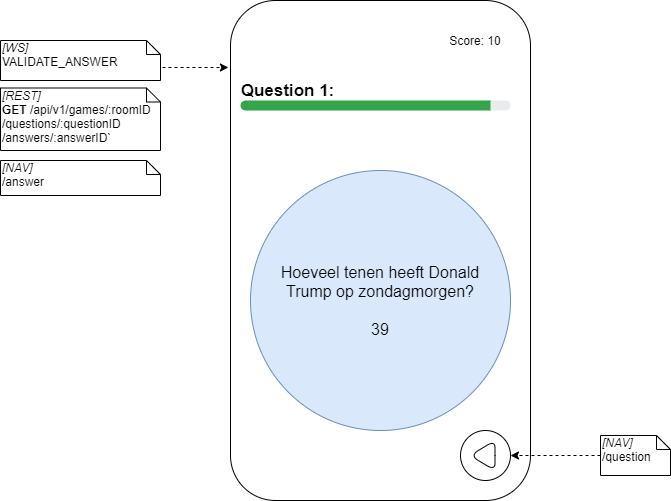 [WS]
VALIDATE_ANSWER
[REST]
GET /api/v1/games/:roomID
/questions/:questionID
/answers/:answerID`
[NAV]
/answer
Score: 10
Question 1:
Hoeveel tenen heeft Donald
Trump op zondagmorgen?
39
[NAV]
/question